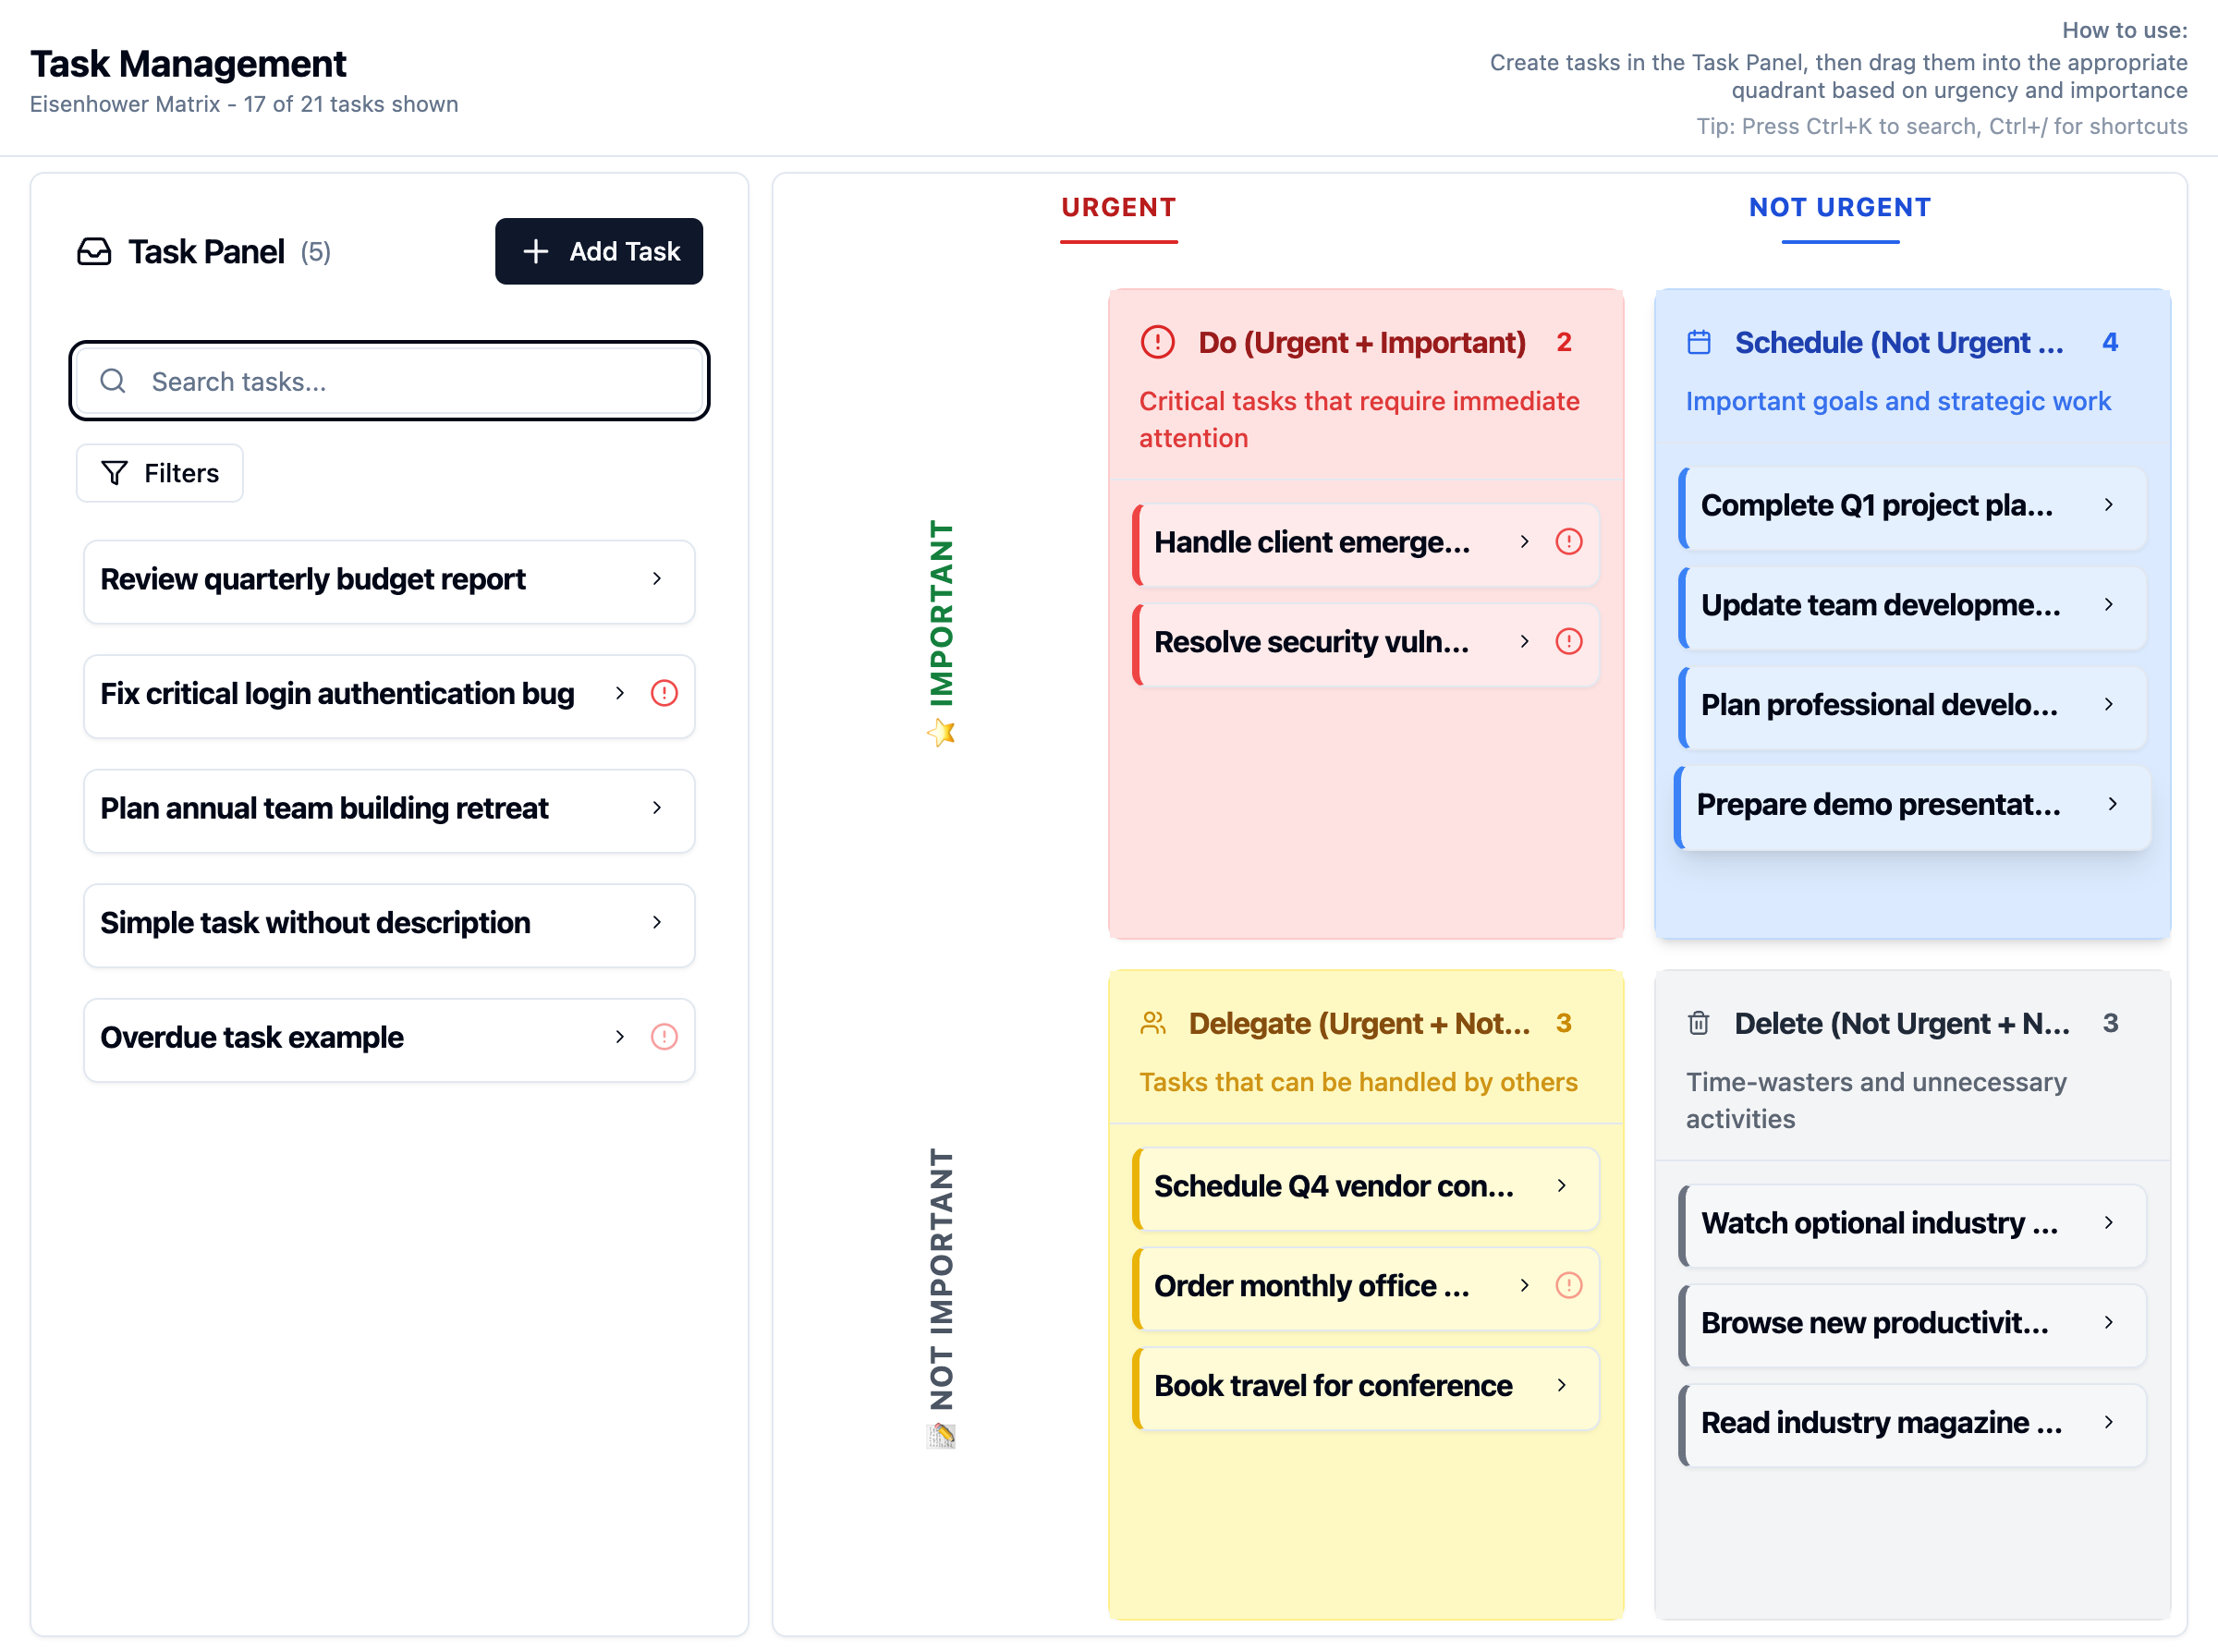 Task Management
Eisenhower Matrix - 17 of 21 tasks shown
How to use:
Create tasks in the Task Panel, then drag them into the appropriate
quadrant based on urgency and importance
Tip: Press Ctrl+K to search, Ctrl+/ for shortcuts
Task Panel (5)
Add Task
Search tasks...
Filters
Review quarterly budget report
Fix critical login authentication bug
Plan annual team building retreat
Simple task without description
Overdue task example
URGENT
NOT URGENT
IMPORTANT
Do (Urgent + Important) 2
Critical tasks that require immediate
attention
Handle client emerge...
Resolve security vuln...
Schedule (Not Urgent ... 4
Important goals and strategic work
Complete Q1 project pla...
Update team developme...
Plan professional develo...
Prepare demo presentat...
NOT IMPORTANT
Delegate (Urgent + Not... 3
Tasks that can be handled by others
Schedule Q4 vendor con...
Order monthly office ...
Book travel for conference
Delete (Not Urgent + N... 3
Time-wasters and unnecessary
activities
Watch optional industry ...
Browse new productivit...
Read industry magazine ...